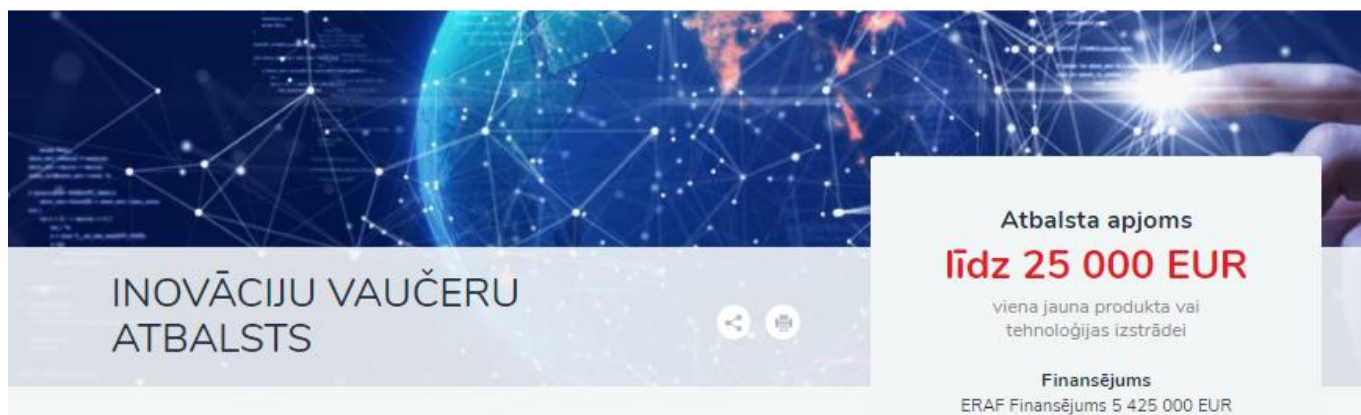 INOVĀCIJU VAUČERU
ATBALSTS
Atbalsta apjoms
līdz 25 000 EUR
viena jauna produkta vai
tehnoloģijas izstrādei
Finansējums
ERAF Finansējums 5 425 000 EUR